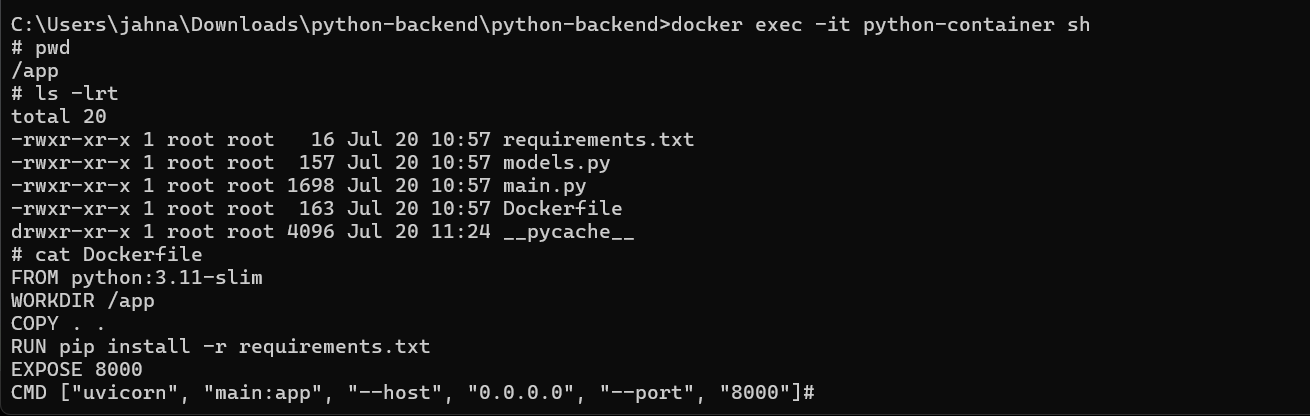 C:\Users\jahna\Downloads\python-backend\python-backend>docker exec -it python-container sh
# pwd
/app
# ls -lrt
total 20
-rwxr-xr-x 1 root root   16 Jul 20 10:57 requirements.txt
-rwxr-xr-x 1 root root  157 Jul 20 10:57 models.py
-rwxr-xr-x 1 root root 1698 Jul 20 10:57 main.py
-rwxr-xr-x 1 root root  163 Jul 20 10:57 Dockerfile
drwxr-xr-x 1 root root 4096 Jul 20 11:24 __pycache__
# cat Dockerfile
FROM python:3.11-slim
WORKDIR /app
COPY . .
RUN pip install -r requirements.txt
EXPOSE 8000
CMD ["uvicorn", "main:app", "--host", "0.0.0.0", "--port", "8000"]#